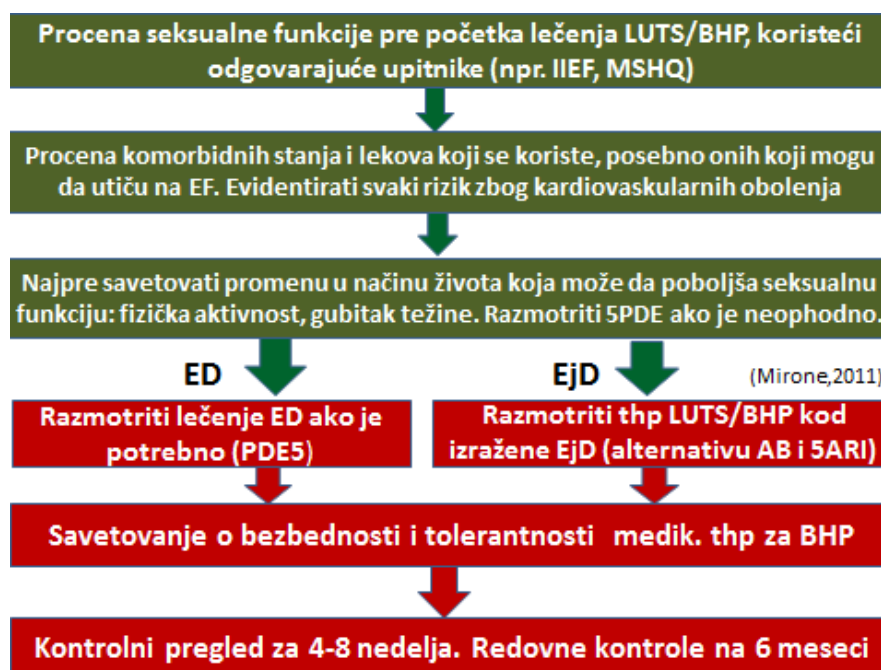 Procena seksualne funkcije pre početka lečenja LUTS/BHP, koristeći
odgovarajuće upitnike (npr. IIEF, MSHQ)
Procena komorbidnih stanja i lekova koji se koriste, posebno onih koji mogu
da utiču na EF. Evidentirati svaki rizik zbog kardiovaskularnih obolenja
Najpre savetovati promenu u načinu života koja može da poboljša seksualnu
funkciju: fizička aktivnost, gubitak težine. Razmotriti 5PDE ako je neophodno.
ED
EjD
(Mirone,2011)
Razmotriti lečenje ED ako je
potrebno (PDE5)
Razmotriti thp LUTS/BHP kod
izražene EjD (alternativu AB i 5ARI)
Savetovanje o bezbednosti i tolerantnosti medik. thp za BHP
Kontrolni pregled za 4-8 nedelja. Redovne kontrole na 6 meseci